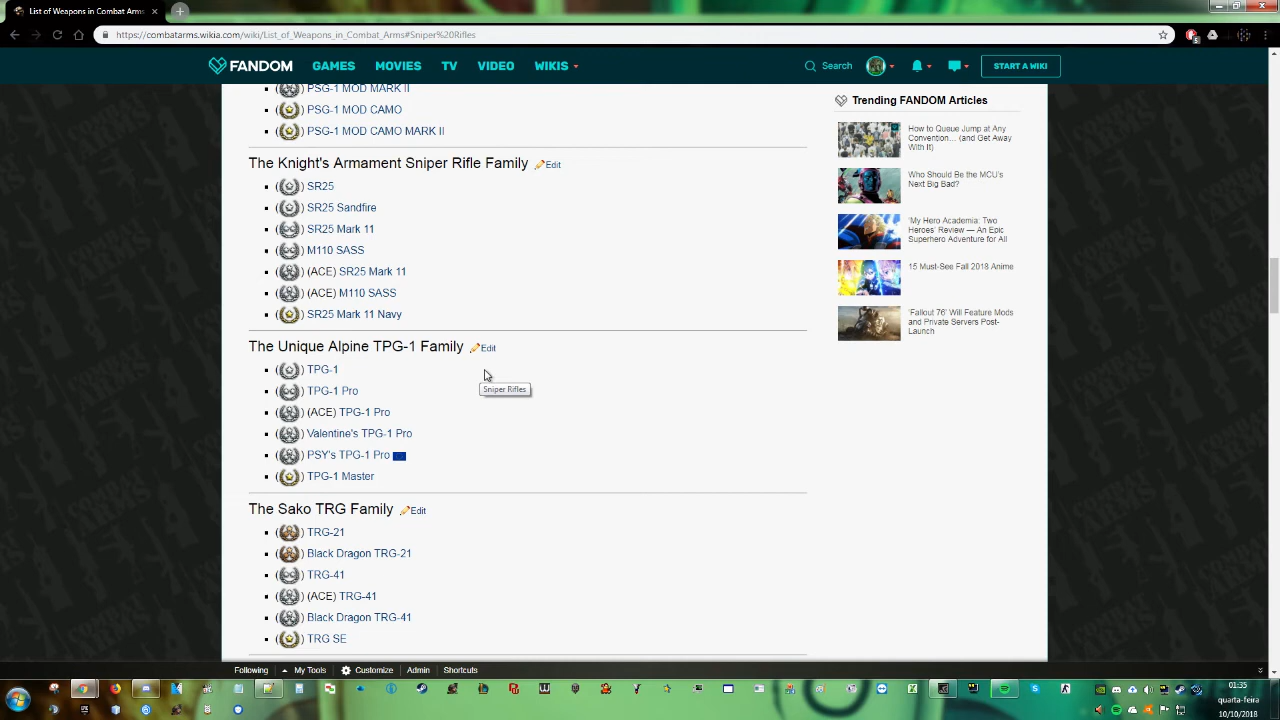 List of Weapons in Combat Arms
https://combatarms.wikia.com/wiki/List_of_Weapons_in_Combat_Arms#Sniper%20Rifles
5
FANDOM GAMES MOVIES TV VIDEO WIKIS Search START A WIKI
PSG-1 MOD MARK II
PSG-1 MOD CAMO
PSG-1 MOD CAMO MARK II
The Knight's Armament Sniper Rifle Family Edit
( ) SR25
( ) SR25 Sandfire
( ) SR25 Mark 11
( ) M110 SASS
( ) (ACE) SR25 Mark 11
( ) (ACE) M110 SASS
( ) SR25 Mark 11 Navy
The Unique Alpine TPG-1 Family Edit
( ) TPG-1
( ) TPG-1 Pro
( ) (ACE) TPG-1 Pro
( ) Valentine's TPG-1 Pro
( ) PSY's TPG-1 Pro
( ) TPG-1 Master
Sniper Rifles
The Sako TRG Family Edit
( ) TRG-21
( ) Black Dragon TRG-21
( ) TRG-41
( ) (ACE) TRG-41
( ) Black Dragon TRG-41
( ) TRG SE
Trending FANDOM Articles
How to Queue Jump at Any
Convention... (and Get Away
With It)
Who Should Be the MCU's
Next Big Bad?
'My Hero Academia: Two
Heroes' Review — An Epic
Superhero Adventure for All
15 Must-See Fall 2018 Anime
'Fallout 76' Will Feature Mods
and Private Servers Post-
Launch
Following My Tools Customize Admin Shortcuts
01:35
quarta-feira
10/10/2018